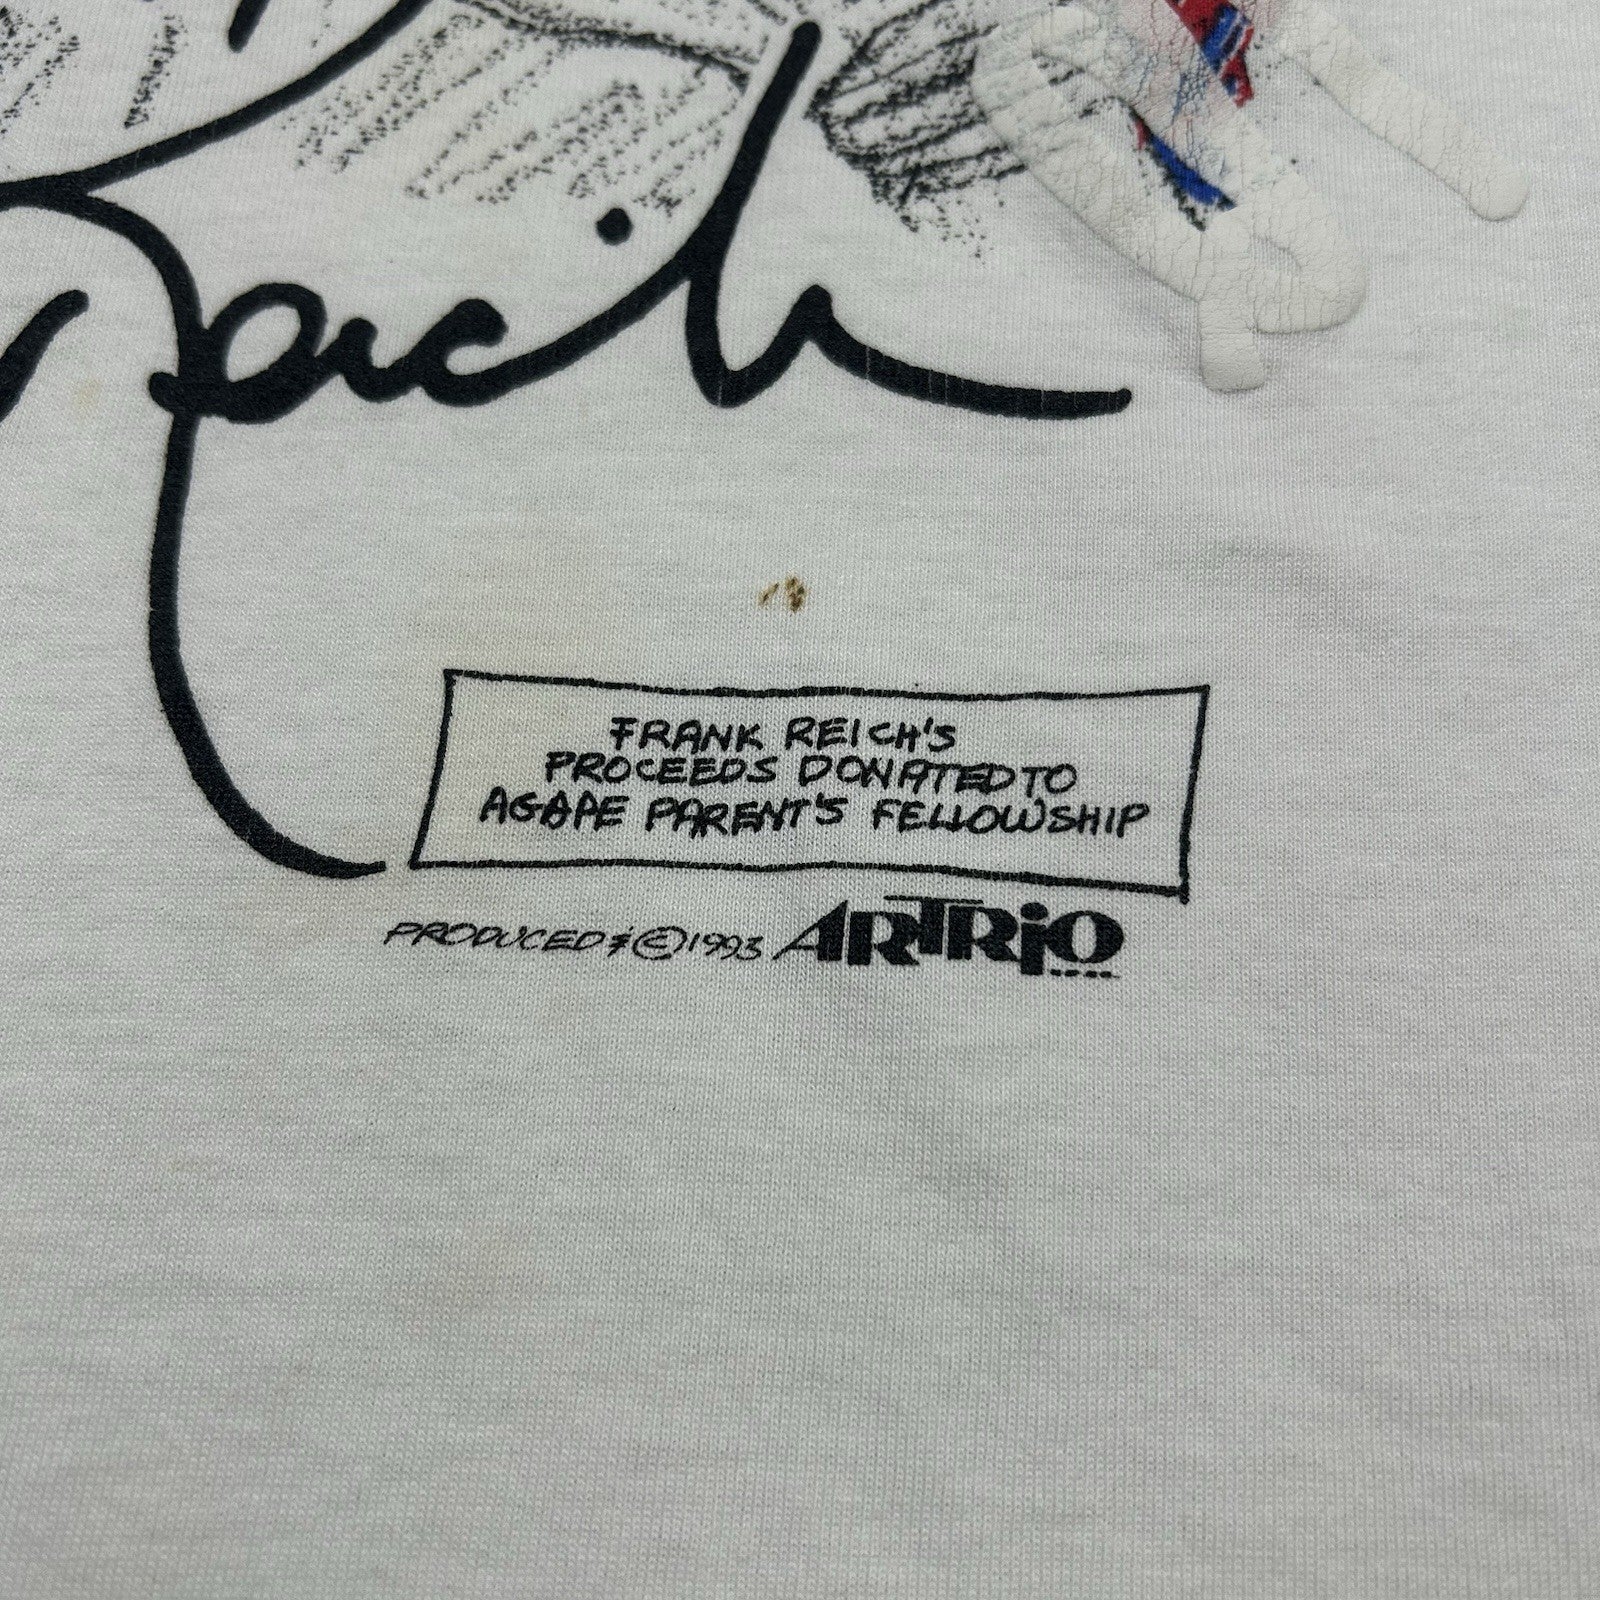 Reich
FRANK REICH'S
PROCEEDS DONATED TO
AGAPE PARENT'S FELLOWSHIP
PRODUCED & © 1993 ARTRIO